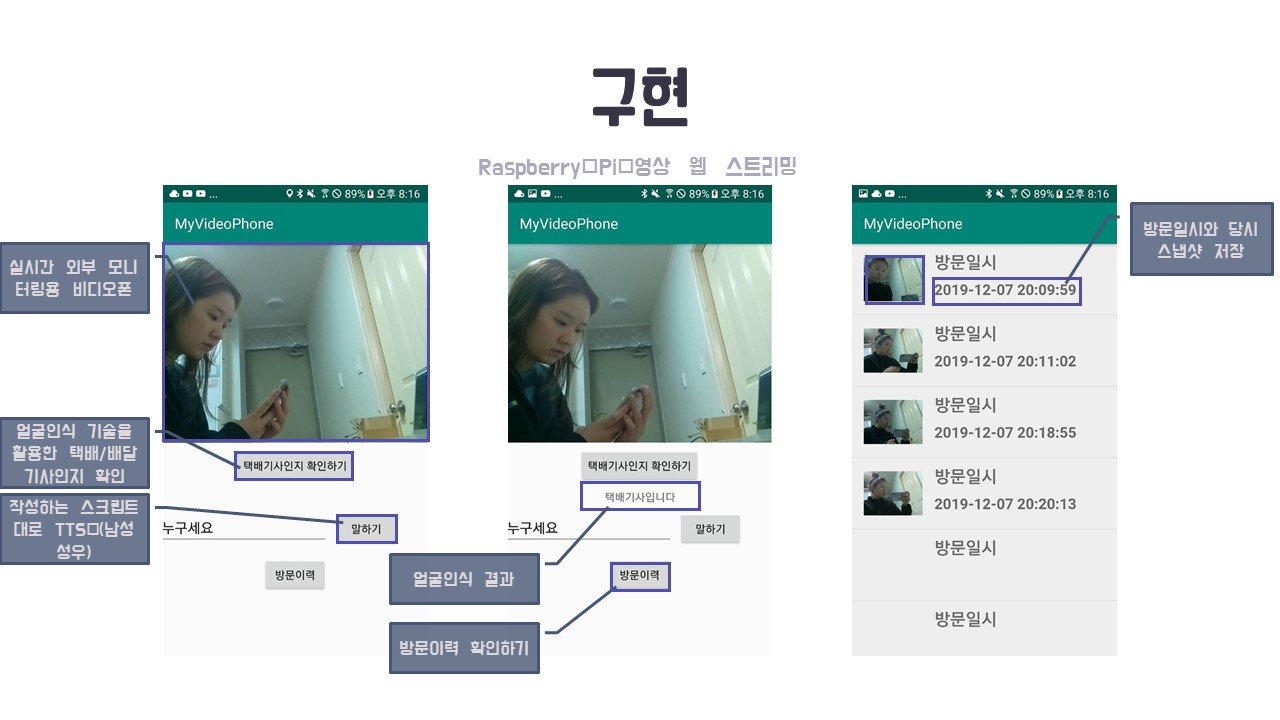 구현
Raspberry□Pi□영상 웹 스트리밍
... 89% 오후 8:16
MyVideoPhone
실시간 외부 모니
터링용 비디오폰
얼굴인식 기술을
활용한 택배/배달
기사인지 확인
작성하는 스크립트
대로 TTS□(남성
성우)
택배기사인지 확인하기
누구세요
말하기
방문이력
... 89% 오후 8:16
MyVideoPhone
택배기사인지 확인하기
택배기사입니다
누구세요
말하기
방문이력
얼굴인식 결과
방문이력 확인하기
... 89% 오후 8:16
MyVideoPhone
방문일시
2019-12-07 20:09:59
방문일시
2019-12-07 20:11:02
방문일시
2019-12-07 20:18:55
방문일시
2019-12-07 20:20:13
방문일시
방문일시
방문일시와 당시
스냅샷 저장